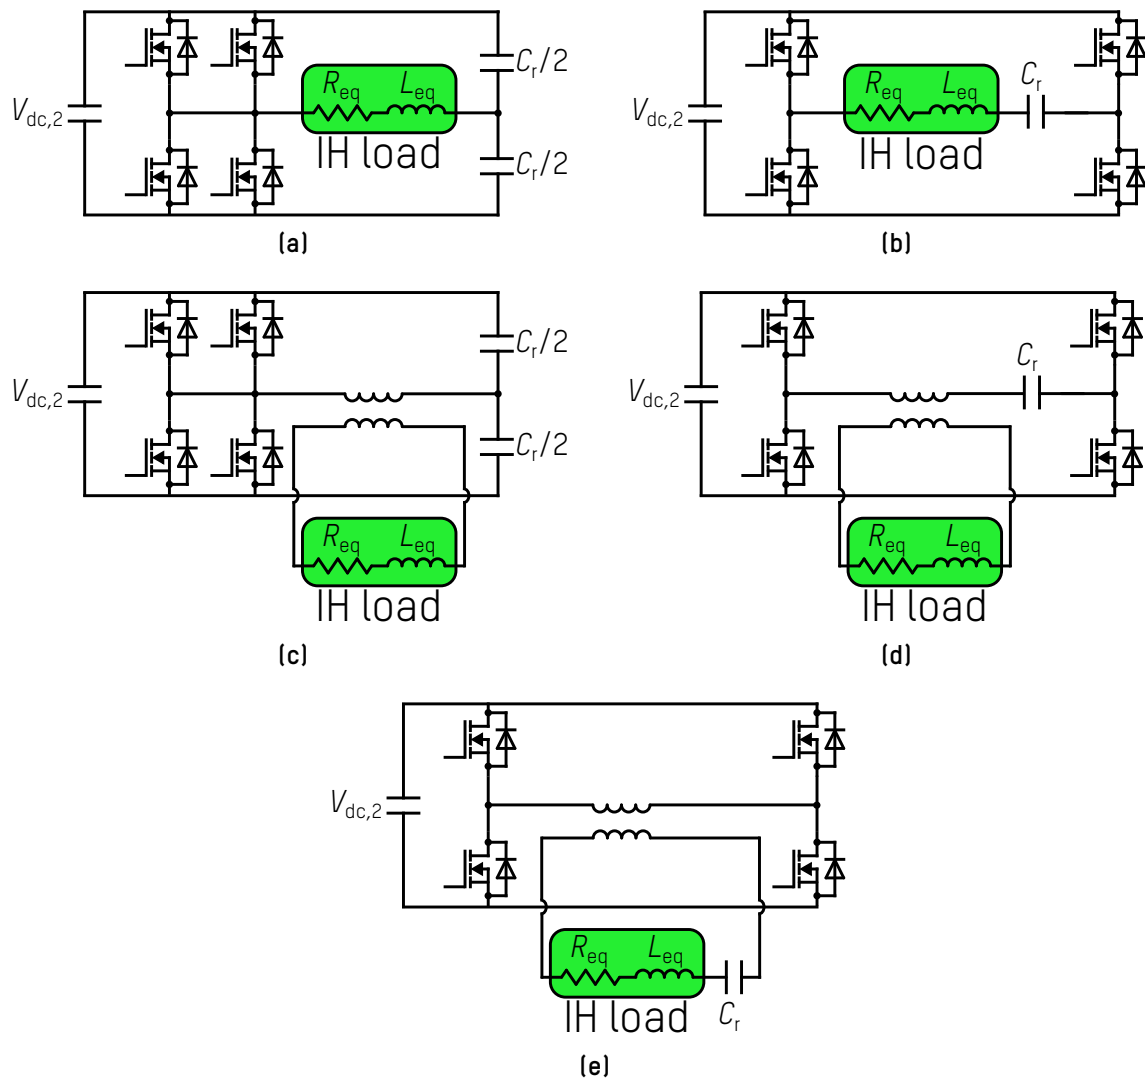 V_dc,2
R_eq L_eq
IH load
C_r/2
C_r/2
(a)
V_dc,2
R_eq L_eq
IH load
C_r
(b)
V_dc,2
C_r/2
C_r/2
R_eq L_eq
IH load
(c)
V_dc,2
C_r
R_eq L_eq
IH load
(d)
V_dc,2
R_eq L_eq
IH load
C_r
(e)